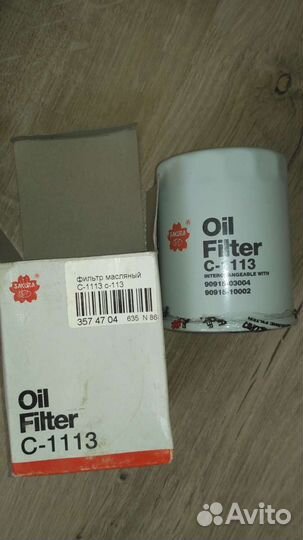 SAKURA
Oil
Filter
C-1113
INTERCHANGEABLE WITH
90915-03004
90915-10002
SAKURA
фильтр масляный
С-1113 с-113
357 47 04
635
Oil
Filter
C-1113
Avito